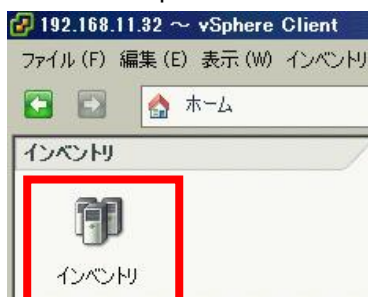 192.168.11.32 ～ vSphere Client
ファイル(F) 編集(E) 表示(W) インベントリ
ホーム
インベントリ
インベントリ